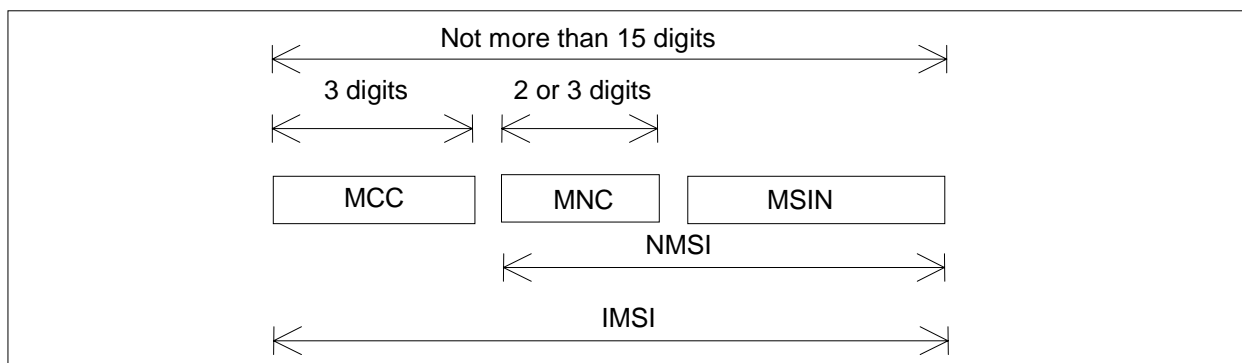 Not more than 15 digits
3 digits
2 or 3 digits
MCC
MNC
MSIN
NMSI
IMSI